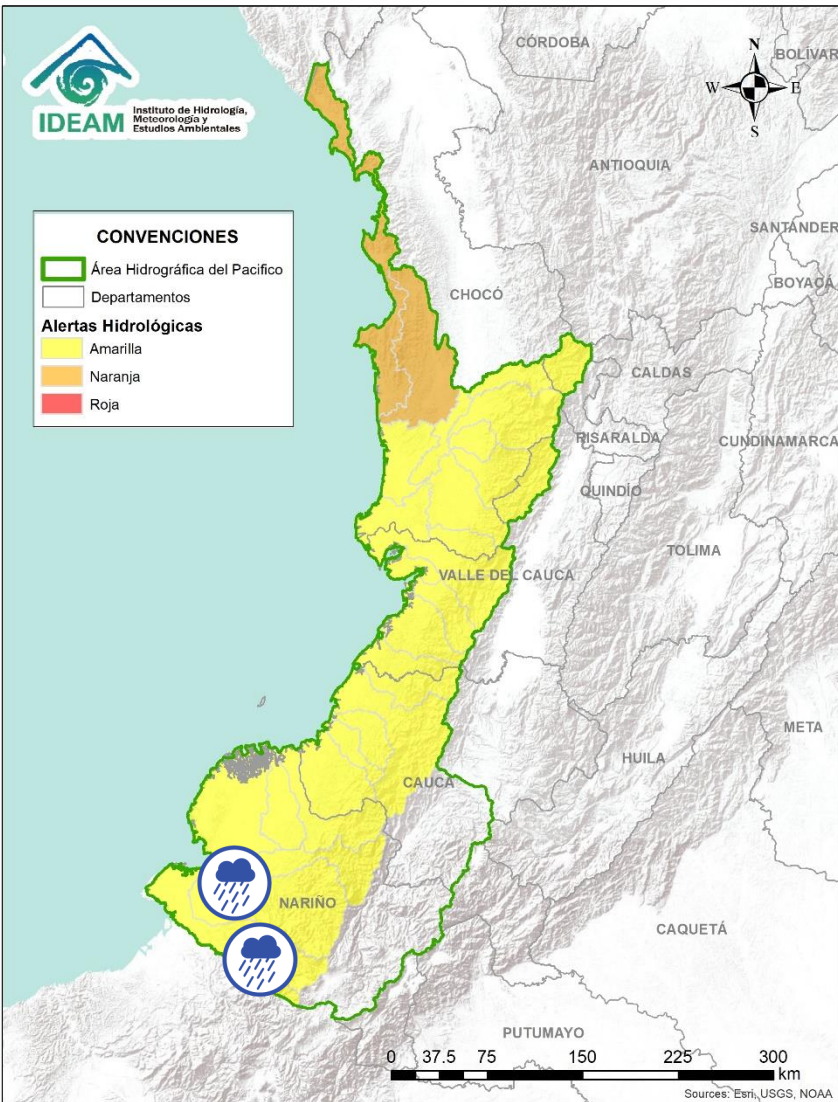 IDEAM
Instituto de Hidrología,
Meteorología y
Estudios Ambientales
CÓRDOBA
BOLÍVAR
N
W
E
S
ANTIOQUIA
SANTANDER
BOYACÁ
CONVENCIONES
Área Hidrográfica del Pacifico
Departamentos
Alertas Hidrológicas
Amarilla
Naranja
Roja
CHOCÓ
CALDAS
RISARALDA
CUNDINAMARCA
QUINDÍO
TOLIMA
VALLE DEL CAUCA
META
HUILA
CAUCA
NARIÑO
CAQUETÁ
PUTUMAYO
0 37.5 75 150 225 300
km
Sources: Esri, USGS, NOAA